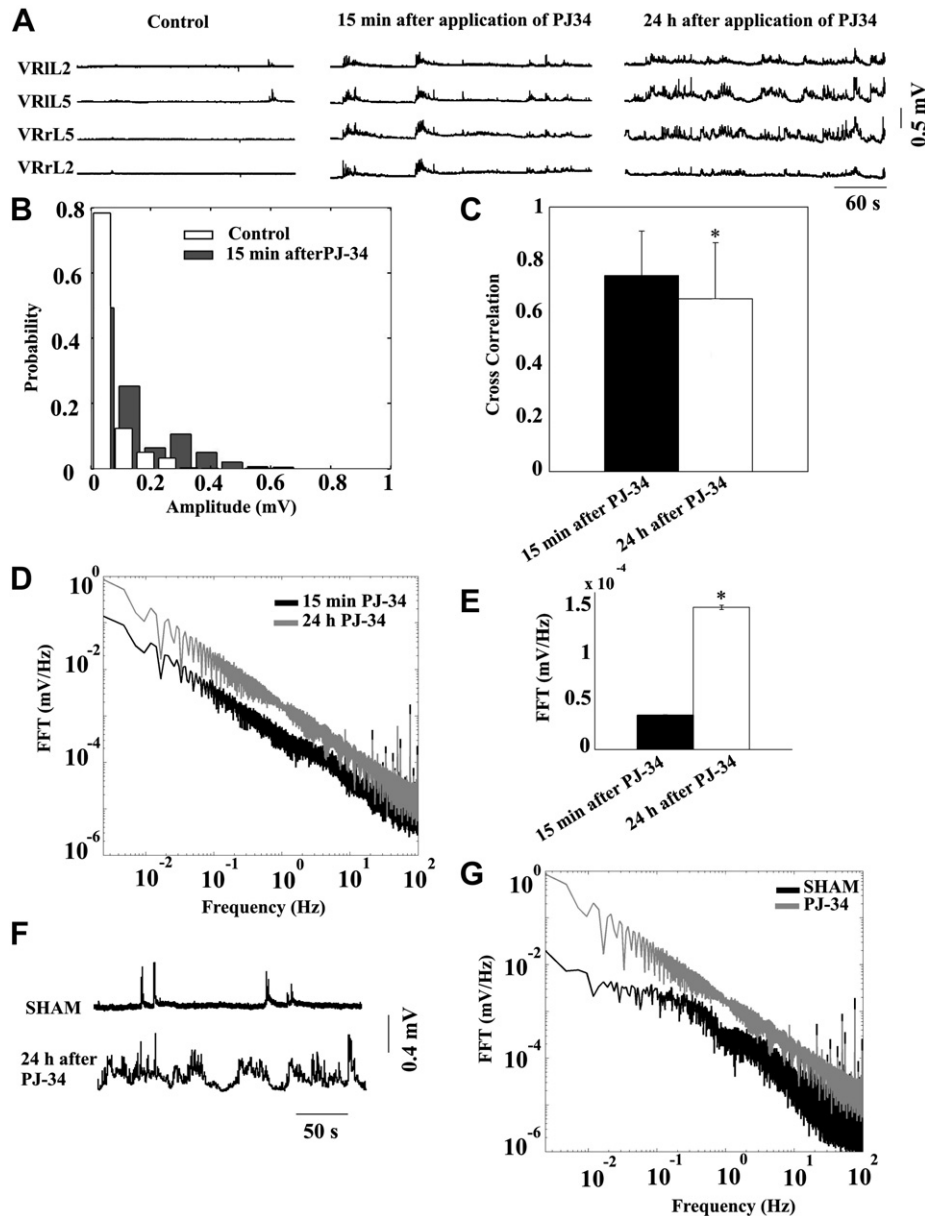 A
Control
15 min after application of PJ34
24 h after application of PJ34
VRlL2
VRlL5
VRrL5
VRrL2
0.5 mV
60 s
B
0.8
0.6
0.4
0.2
0
Probability
Control
15 min afterPJ-34
0 0.2 0.4 0.6 0.8 1
Amplitude (mV)
C
1
0.8
0.6
0.4
0.2
0
Cross Correlation
*
15 min after PJ-34
24 h after PJ-34
D
10^0
10^-2
10^-4
10^-6
FFT (mV/Hz)
15 min PJ-34
24 h PJ-34
10^-2 10^-1 10^0 10^1 10^2
Frequency (Hz)
E
x 10^-4
1.5
1
0.5
0
FFT (mV/Hz)
*
15 min after PJ-34
24 h after PJ-34
F
SHAM
24 h after
PJ-34
0.4 mV
50 s
G
10^0
10^-2
10^-4
10^-6
FFT (mV/Hz)
SHAM
PJ-34
10^-2 10^-1 10^0 10^1 10^2
Frequency (Hz)